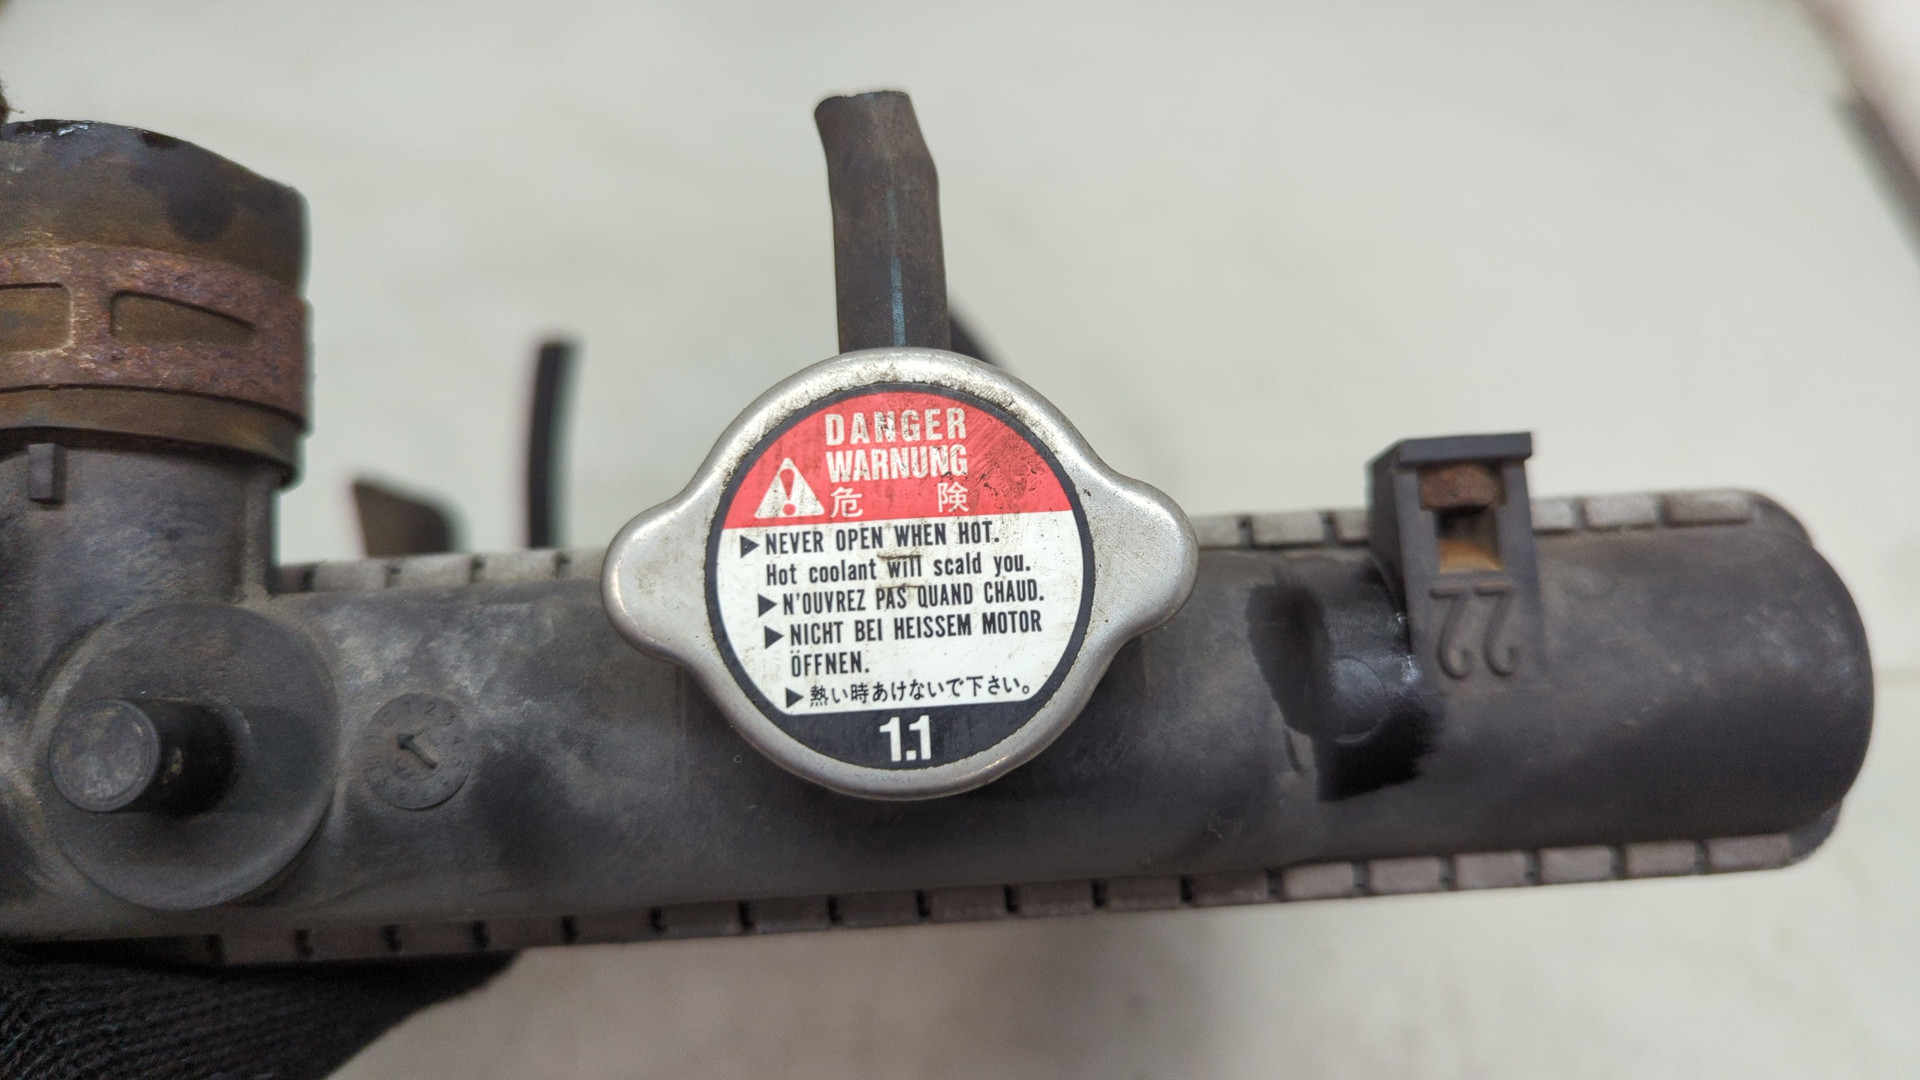 DANGER
WARNUNG
危 険
▶NEVER OPEN WHEN HOT.
Hot coolant will scald you.
▶N'OUVREZ PAS QUAND CHAUD.
▶NICHT BEI HEISSEM MOTOR
ÖFFNEN.
▶熱い時あけないで下さい。
1.1
22